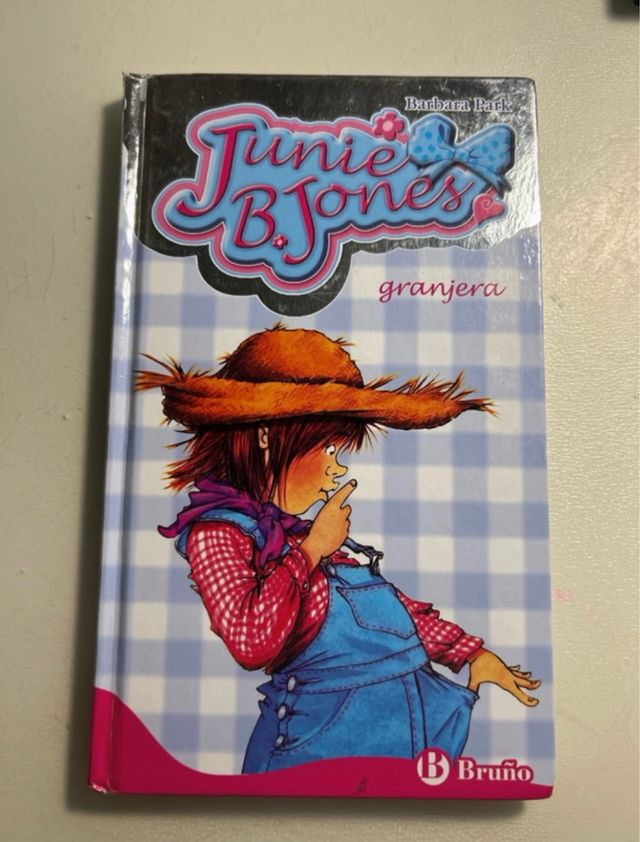 Barbara Park
Junie
B. Jones
granjera
B Bruño